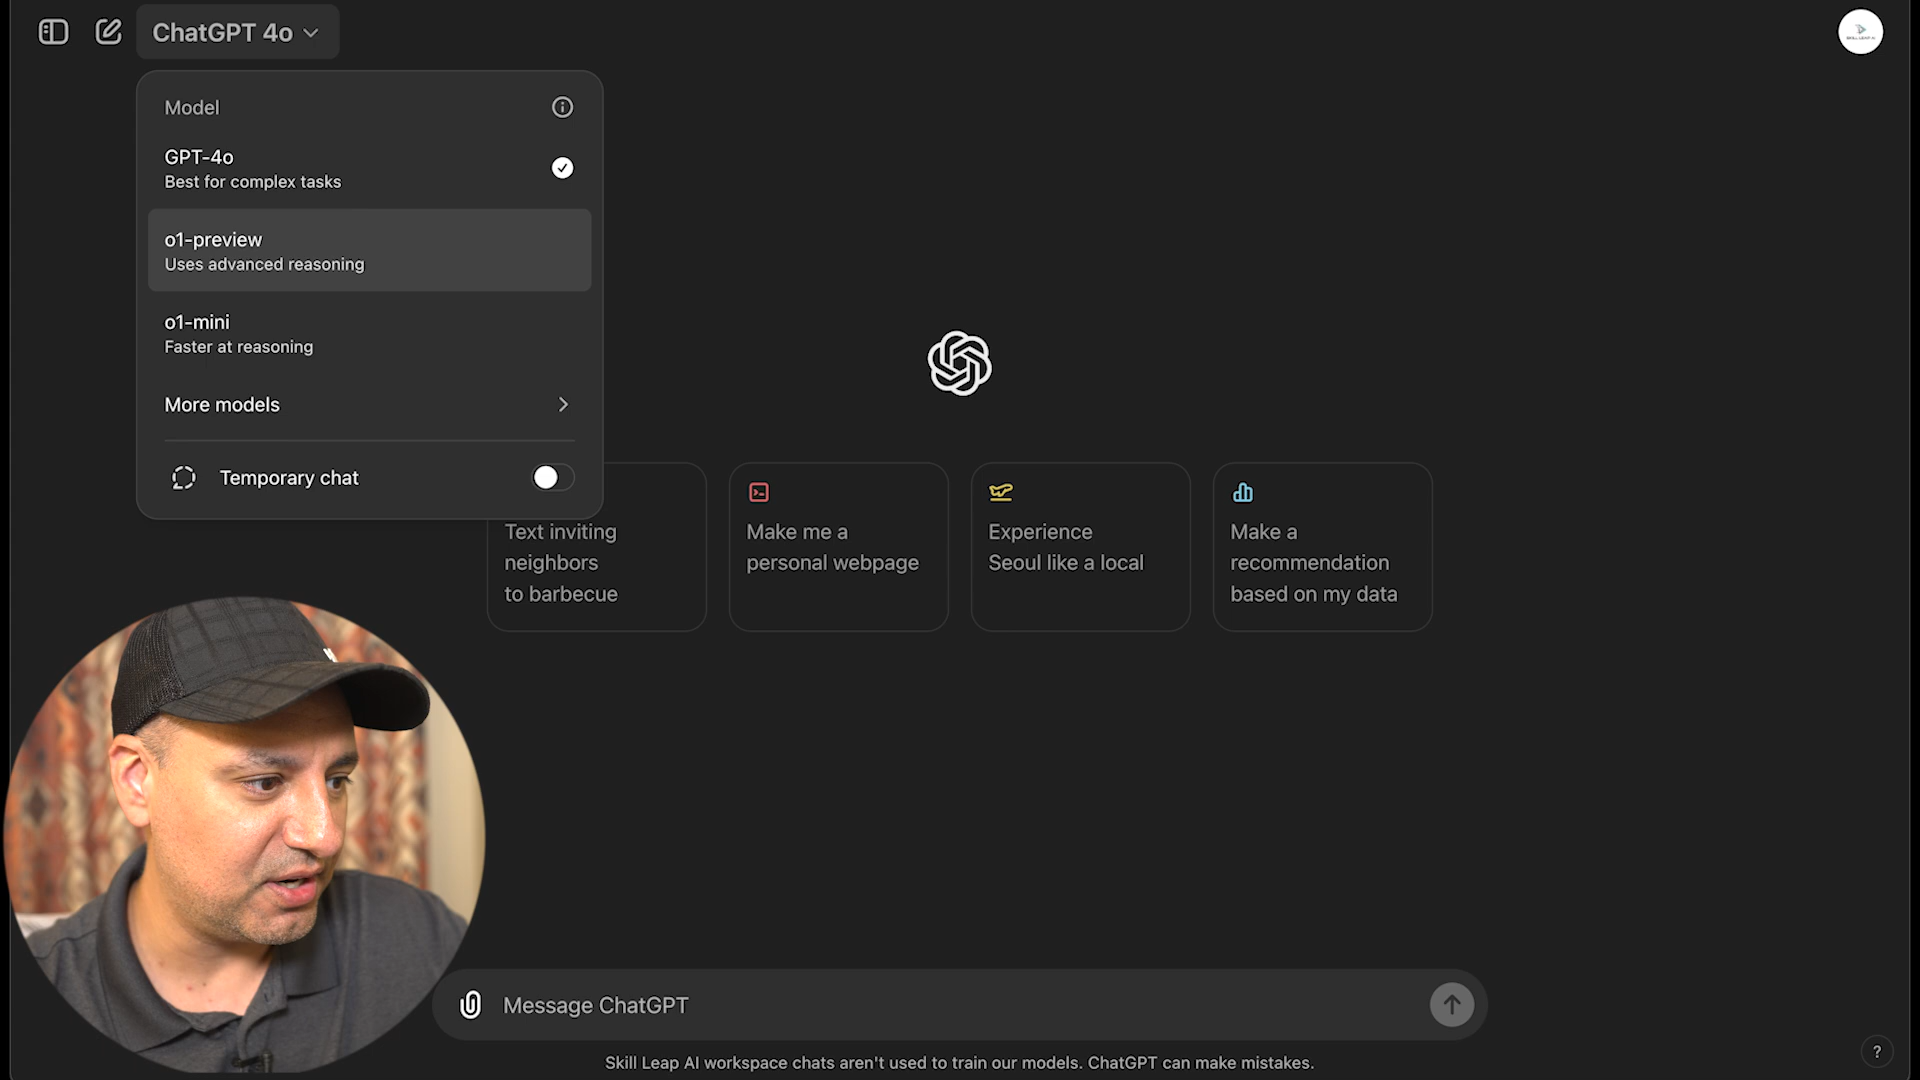 ChatGPT 4o
Model
GPT-4o
Best for complex tasks
o1-preview
Uses advanced reasoning
o1-mini
Faster at reasoning
More models
Temporary chat
Text inviting
neighbors
to barbecue
Make me a
personal webpage
Experience
Seoul like a local
Make a
recommendation
based on my data
Message ChatGPT
Skill Leap AI workspace chats aren't used to train our models. ChatGPT can make mistakes.
?